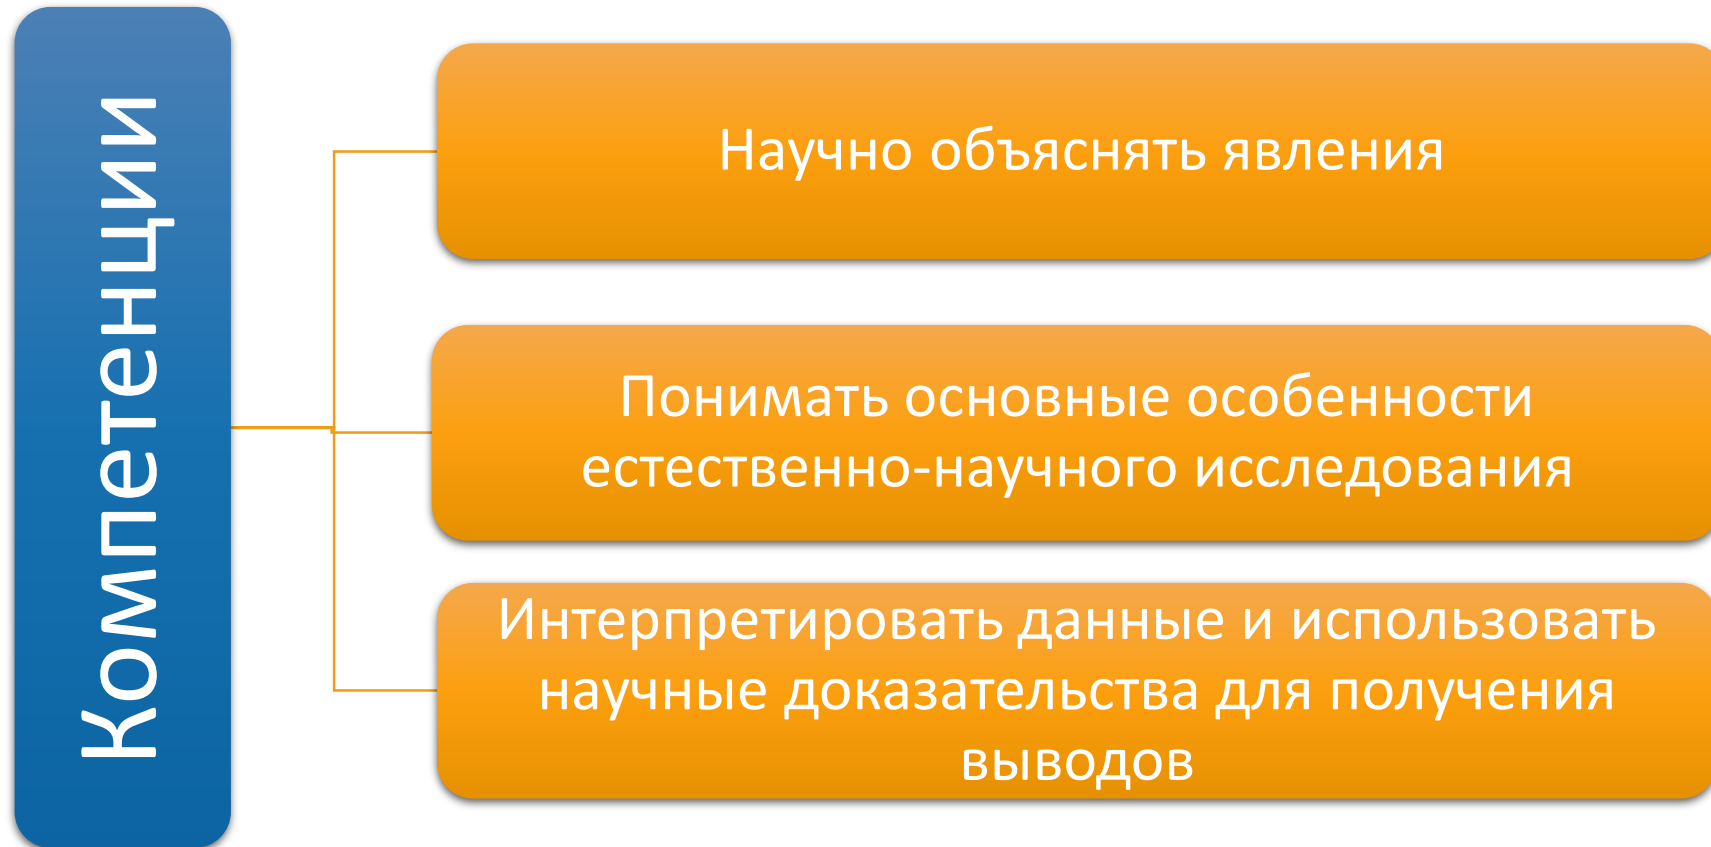 Компетенции
Научно объяснять явления
Понимать основные особенности
естественно-научного исследования
Интерпретировать данные и использовать
научные доказательства для получения
выводов